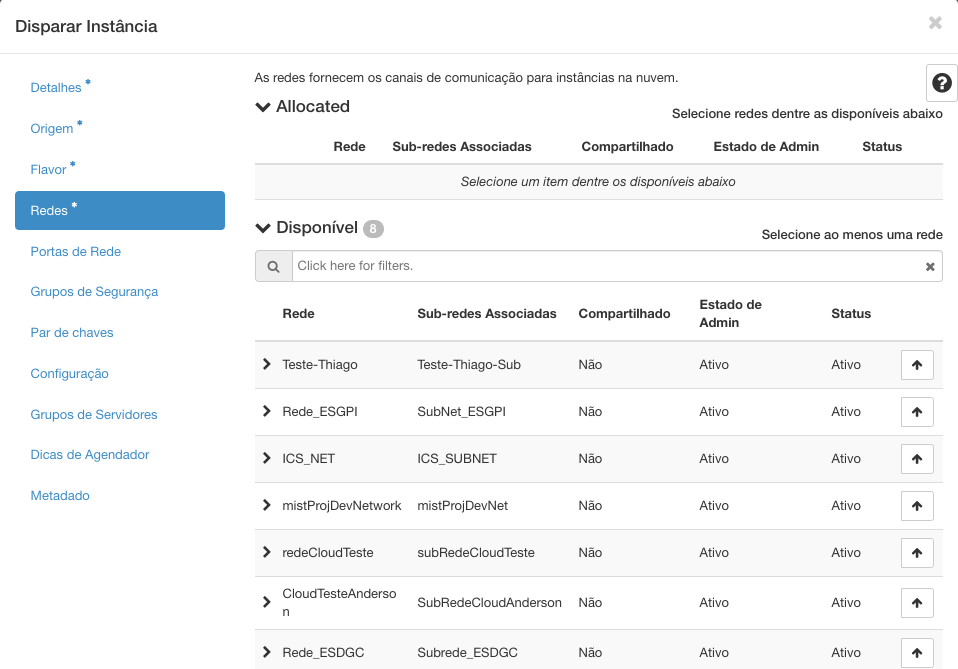 Disparar Instância
×
Detalhes *
Origem *
Flavor *
Redes *
Portas de Rede
Grupos de Segurança
Par de chaves
Configuração
Grupos de Servidores
Dicas de Agendador
Metadado
As redes fornecem os canais de comunicação para instâncias na nuvem.
?
Allocated
Selecione redes dentre as disponíveis abaixo
Rede Sub-redes Associadas Compartilhado Estado de Admin Status
Selecione um item dentre os disponíveis abaixo
Disponível 8
Selecione ao menos uma rede
Click here for filters.
Rede Sub-redes Associadas Compartilhado Estado de Admin Status
Teste-Thiago Teste-Thiago-Sub Não Ativo Ativo
Rede_ESGPI SubNet_ESGPI Não Ativo Ativo
ICS_NET ICS_SUBNET Não Ativo Ativo
mistProjDevNetwork mistProjDevNet Não Ativo Ativo
redeCloudTeste subRedeCloudTeste Não Ativo Ativo
CloudTesteAnderso
n SubRedeCloudAnderson Não Ativo Ativo
Rede_ESDGC Subrede_ESDGC Não Ativo Ativo